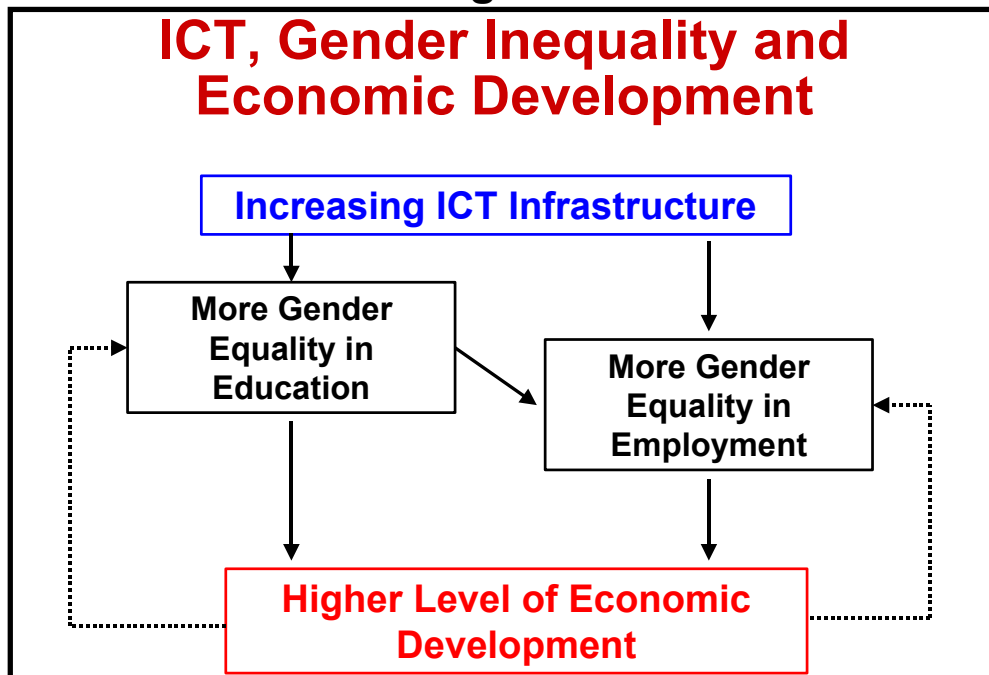 ICT, Gender Inequality and
Economic Development
Increasing ICT Infrastructure
More Gender
Equality in
Education
More Gender
Equality in
Employment
Higher Level of Economic
Development